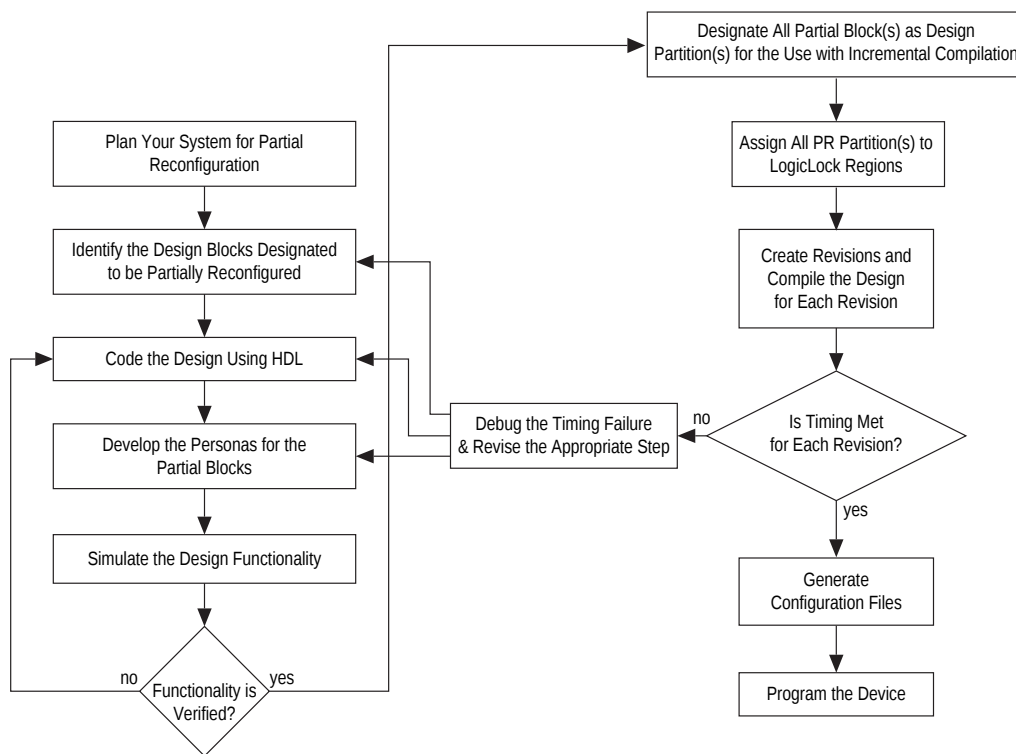 Plan Your System for Partial
Reconfiguration
Identify the Design Blocks Designated
to be Partially Reconfigured
Code the Design Using HDL
Develop the Personas for the
Partial Blocks
Simulate the Design Functionality
no
Functionality is
Verified?
yes
Designate All Partial Block(s) as Design
Partition(s) for the Use with Incremental Compilation
Assign All PR Partition(s) to
LogicLock Regions
Create Revisions and
Compile the Design
for Each Revision
Is Timing Met
for Each Revision?
no
Debug the Timing Failure
& Revise the Appropriate Step
yes
Generate
Configuration Files
Program the Device